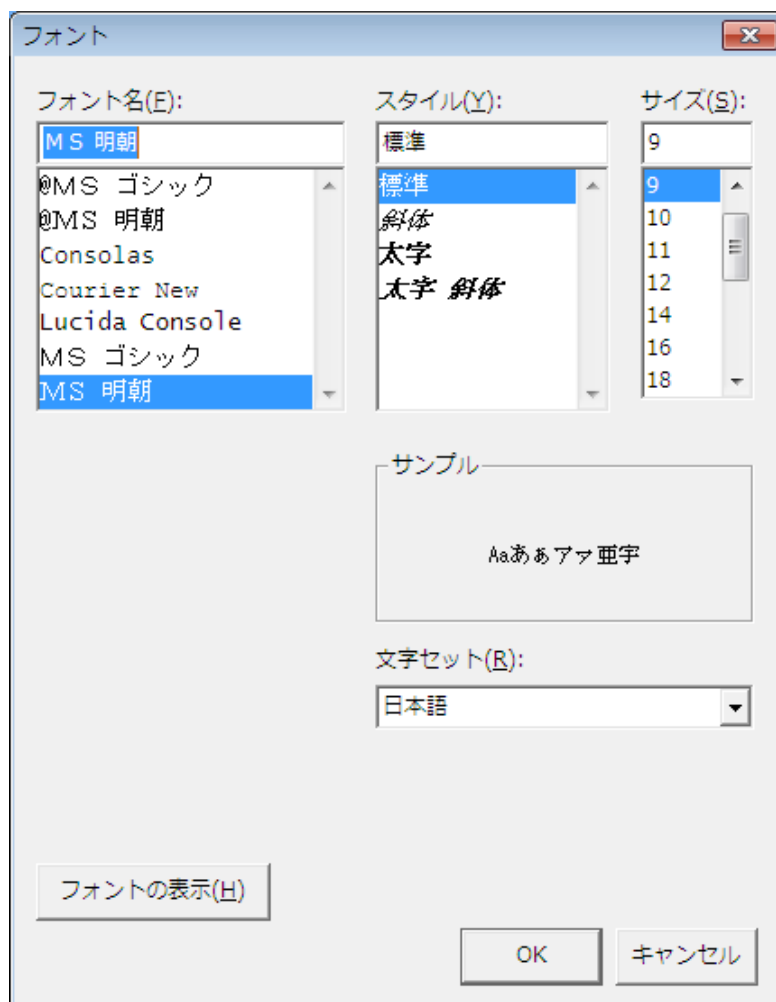 フォント
フォント名(F):
ＭＳ 明朝
@ＭＳ ゴシック
@ＭＳ 明朝
Consolas
Courier New
Lucida Console
ＭＳ ゴシック
ＭＳ 明朝
スタイル(Y):
標準
標準
斜体
太字
太字 斜体
サイズ(S):
9
9
10
11
12
14
16
18
サンプル
Aaあぁアァ亜宇
文字セット(R):
日本語
フォントの表示(H)
OK
キャンセル